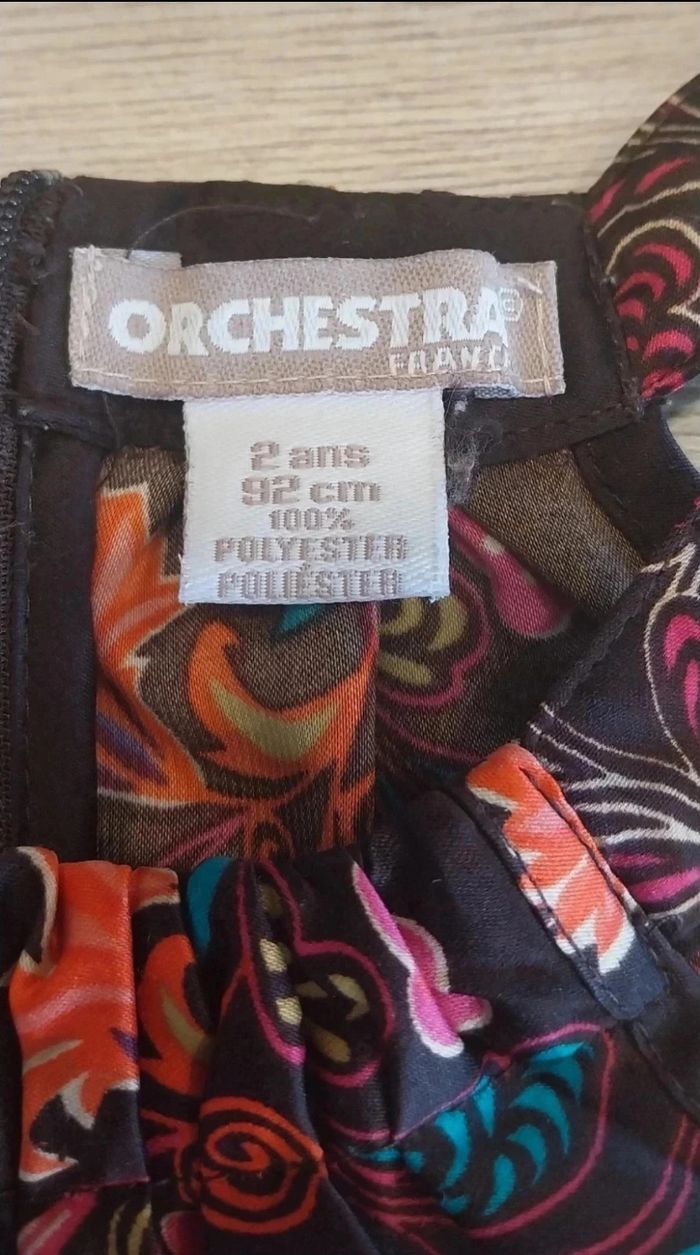 ORCHESTRA®
FRANCE
2 ans
92 cm
100%
POLYESTER
POLIÉSTER